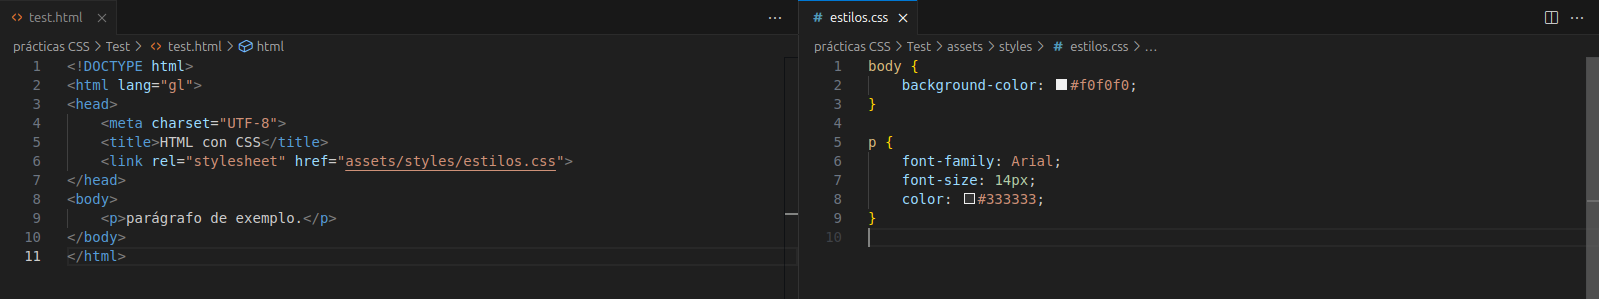 test.html
prácticas CSS > Test > test.html > html
1 <!DOCTYPE html>
2 <html lang="gl">
3 <head>
4     <meta charset="UTF-8">
5     <title>HTML con CSS</title>
6     <link rel="stylesheet" href="assets/styles/estilos.css">
7 </head>
8 <body>
9     <p>parágrafo de exemplo.</p>
10 </body>
11 </html>
# estilos.css
prácticas CSS > Test > assets > styles > # estilos.css > ...
1 body {
2     background-color: #f0f0f0;
3 }
4
5 p {
6     font-family: Arial;
7     font-size: 14px;
8     color: #333333;
9 }
10